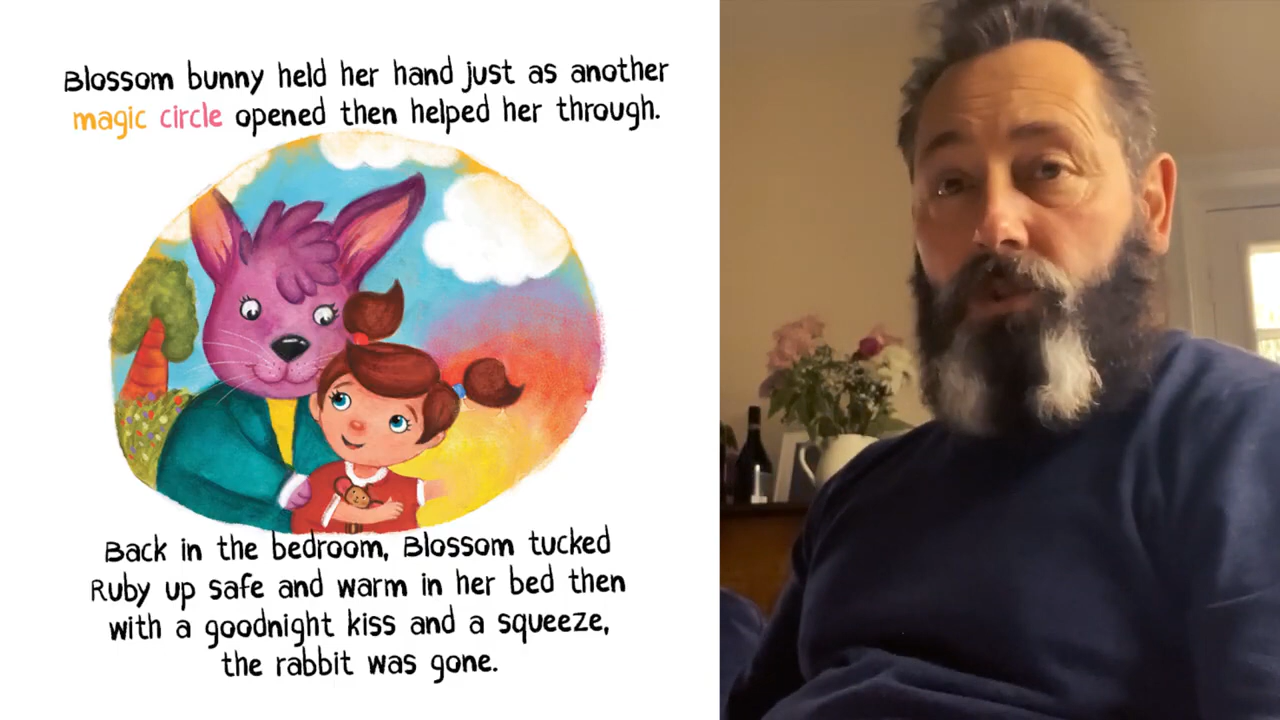 Blossom bunny held her hand just as another
magic circle opened then helped her through.
Back in the bedroom, Blossom tucked
Ruby up safe and warm in her bed then
with a goodnight kiss and a squeeze,
the rabbit was gone.